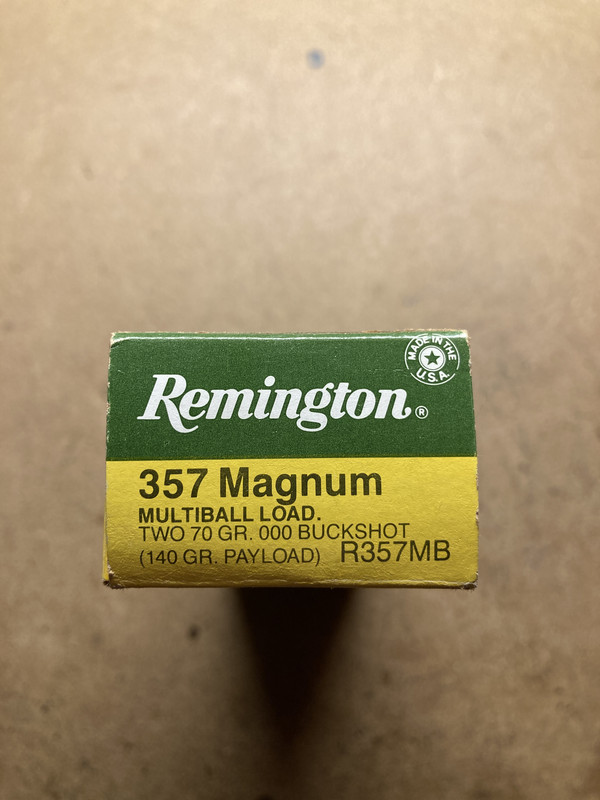 MADE IN THE
U.S.A.
Remington®
357 Magnum
MULTIBALL LOAD.
TWO 70 GR. 000 BUCKSHOT
(140 GR. PAYLOAD) R357MB